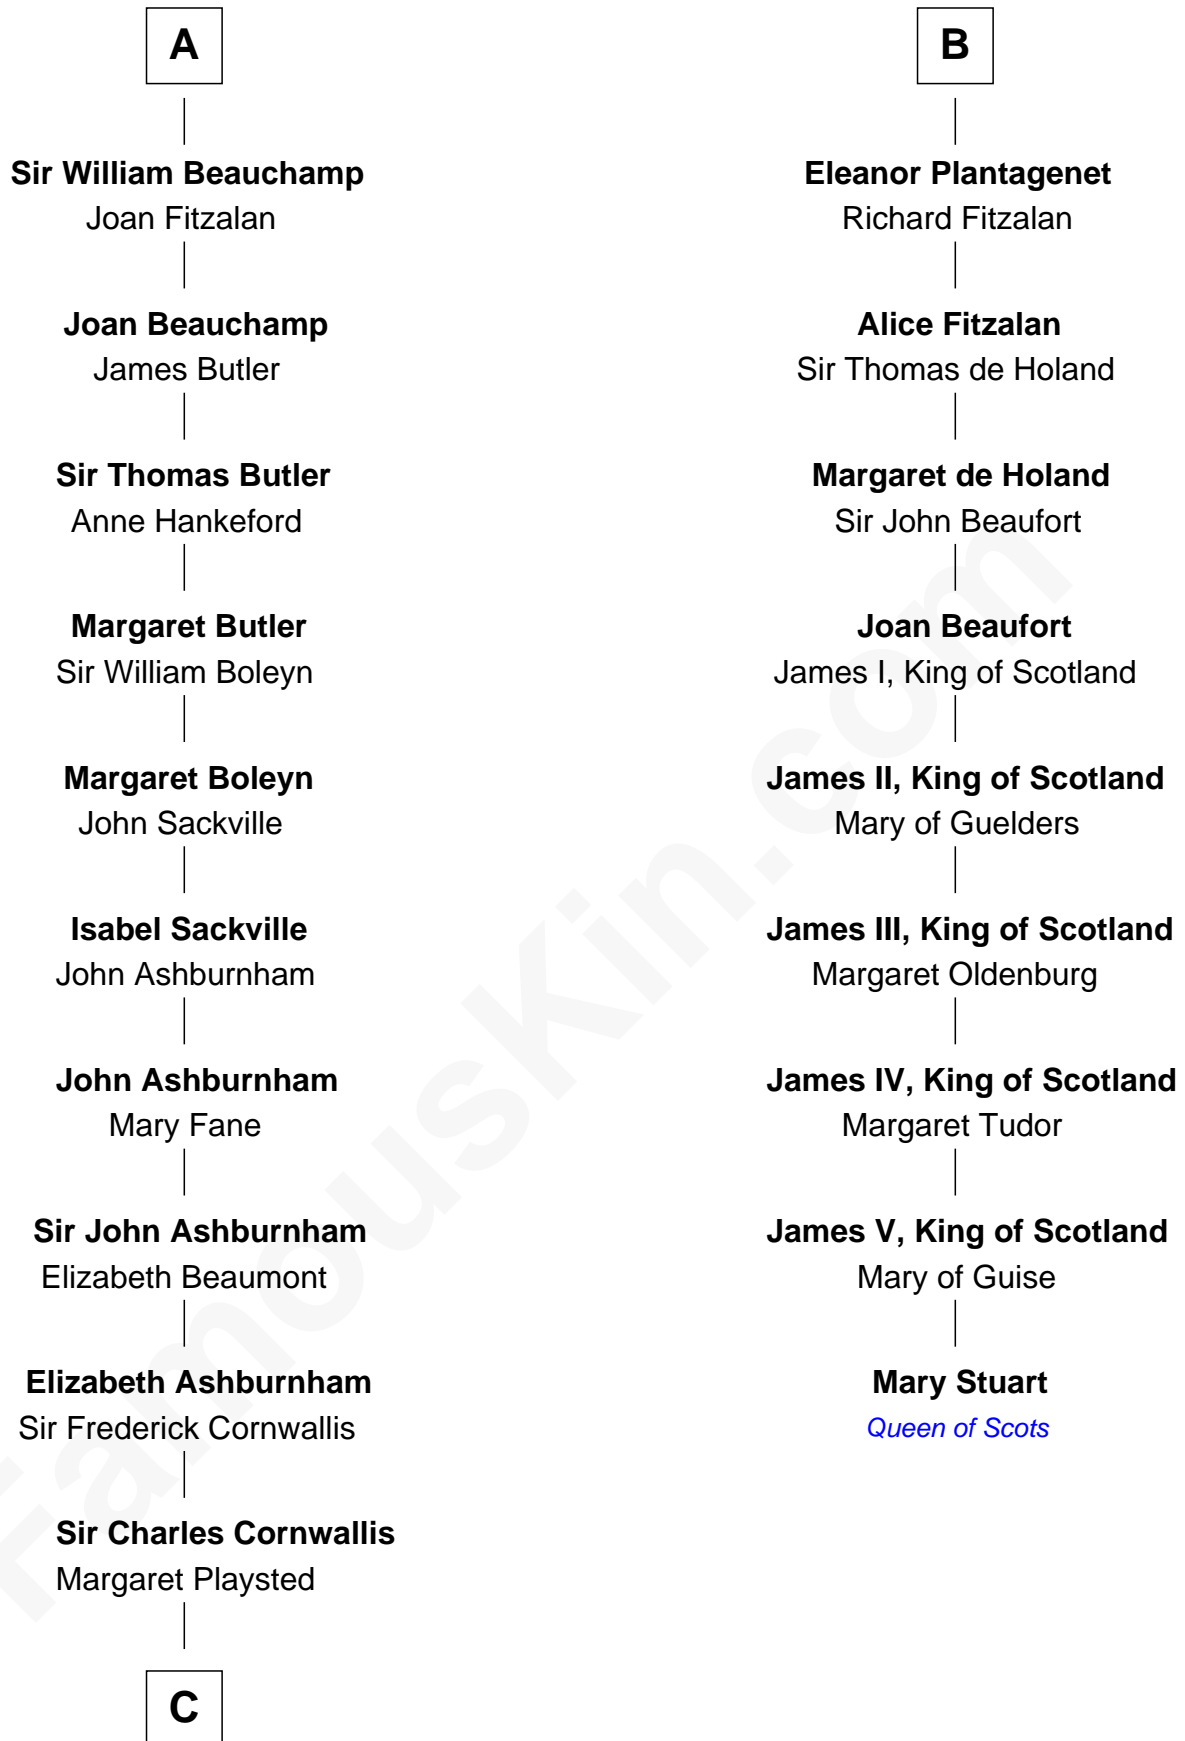 A
Sir William Beauchamp
Joan Fitzalan
Joan Beauchamp
James Butler
Sir Thomas Butler
Anne Hankeford
Margaret Butler
Sir William Boleyn
Margaret Boleyn
John Sackville
Isabel Sackville
John Ashburnham
John Ashburnham
Mary Fane
Sir John Ashburnham
Elizabeth Beaumont
Elizabeth Ashburnham
Sir Frederick Cornwallis
Sir Charles Cornwallis
Margaret Playsted
C
B
Eleanor Plantagenet
Richard Fitzalan
Alice Fitzalan
Sir Thomas de Holand
Margaret de Holand
Sir John Beaufort
Joan Beaufort
James I, King of Scotland
James II, King of Scotland
Mary of Guelders
James III, King of Scotland
Margaret Oldenburg
James IV, King of Scotland
Margaret Tudor
James V, King of Scotland
Mary of Guise
Mary Stuart
Queen of Scots
FamousKin.com